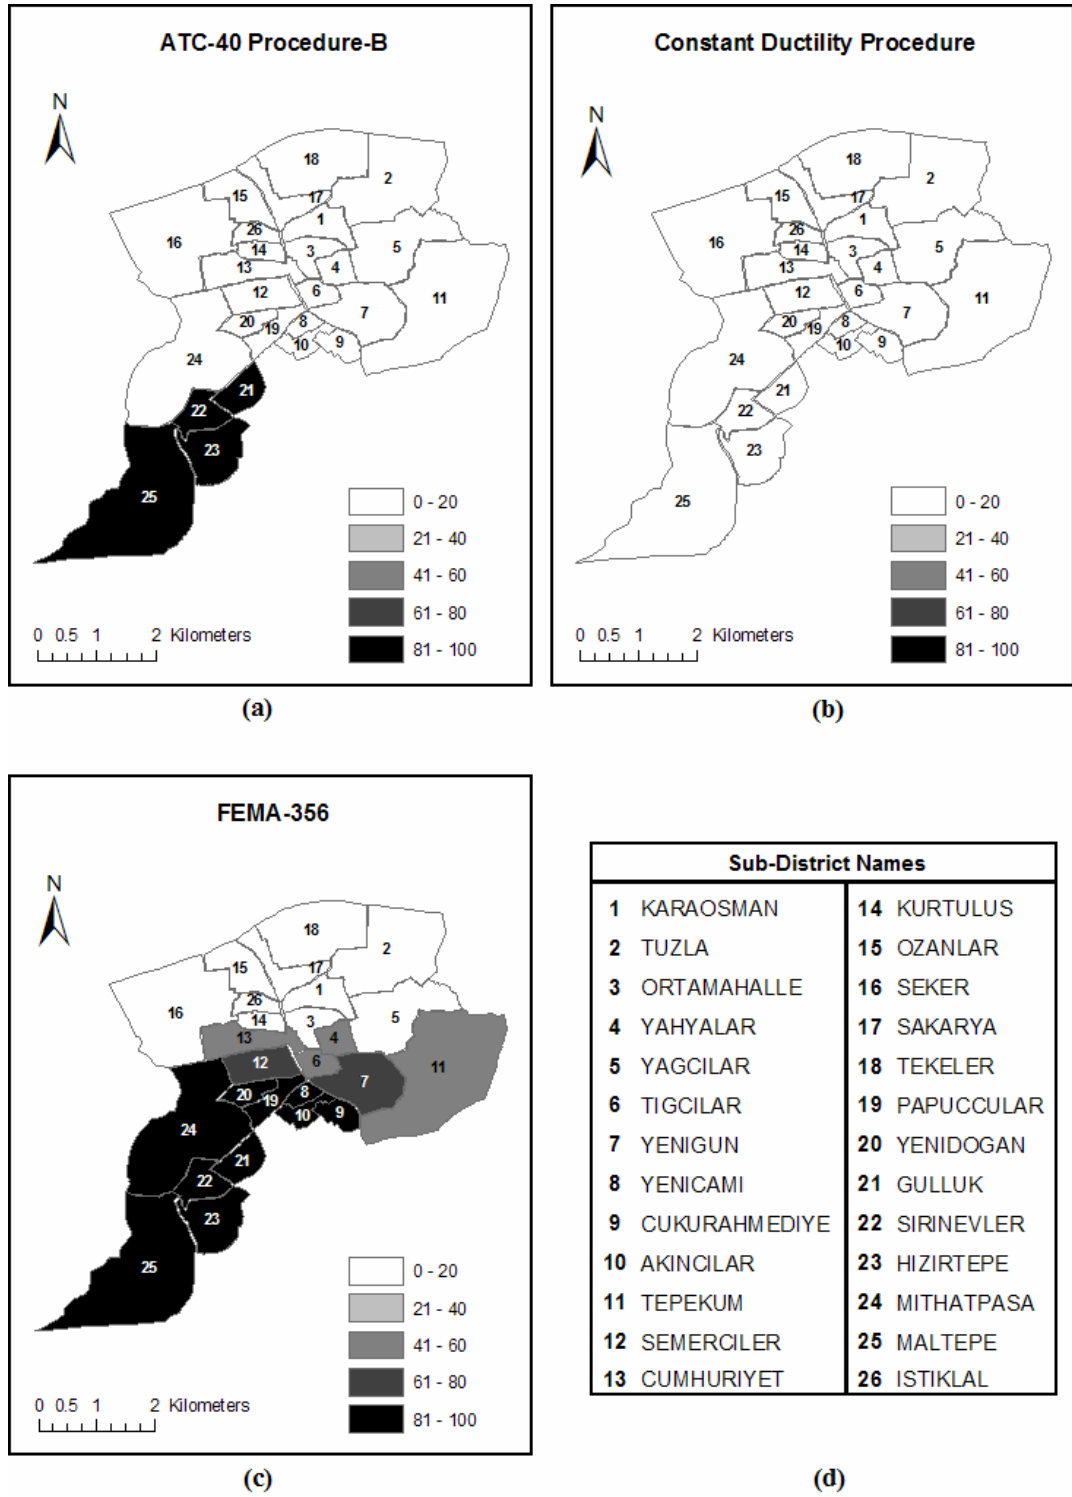 ATC-40 Procedure-B
N
18
2
15
17
1
26
16
14
3
5
13
4
12
6
11
7
20
19
8
10
9
24
21
22
23
25
0 - 20
21 - 40
41 - 60
61 - 80
81 - 100
0 0.5 1 2 Kilometers
(a)
Constant Ductility Procedure
N
18
2
15
17
1
26
16
14
3
5
13
4
12
6
11
7
20
19
8
10
9
24
21
22
23
25
0 - 20
21 - 40
41 - 60
61 - 80
81 - 100
0 0.5 1 2 Kilometers
(b)
FEMA-356
N
18
2
15
17
1
26
16
14
3
5
13
4
12
6
11
7
20
19
8
10
9
24
21
22
23
25
0 - 20
21 - 40
41 - 60
61 - 80
81 - 100
0 0.5 1 2 Kilometers
(c)
Sub-District Names
1 KARAOSMAN
2 TUZLA
3 ORTAMAHALLE
4 YAHYALAR
5 YAGCILAR
6 TIGCILAR
7 YENIGUN
8 YENICAMI
9 CUKURAHMEDIYE
10 AKINCILAR
11 TEPEKUM
12 SEMERCILER
13 CUMHURIYET
14 KURTULUS
15 OZANLAR
16 SEKER
17 SAKARYA
18 TEKELER
19 PAPUCCULAR
20 YENIDOGAN
21 GULLUK
22 SIRINEVLER
23 HIZIRTEPE
24 MITHATPASA
25 MALTEPE
26 ISTIKLAL
(d)